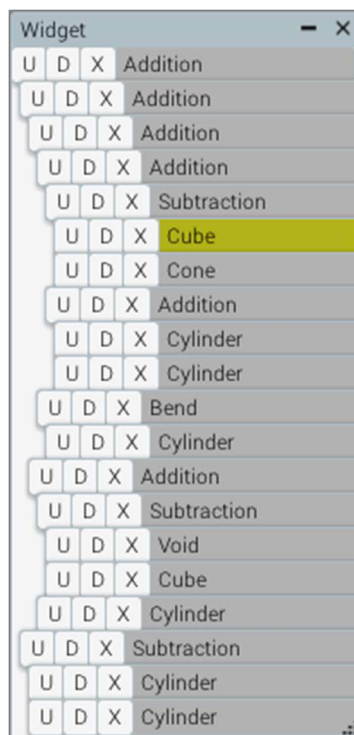 Widget
U D X Addition
U D X Addition
U D X Addition
U D X Addition
U D X Subtraction
U D X Cube
U D X Cone
U D X Addition
U D X Cylinder
U D X Cylinder
U D X Bend
U D X Cylinder
U D X Addition
U D X Subtraction
U D X Void
U D X Cube
U D X Cylinder
U D X Subtraction
U D X Cylinder
U D X Cylinder